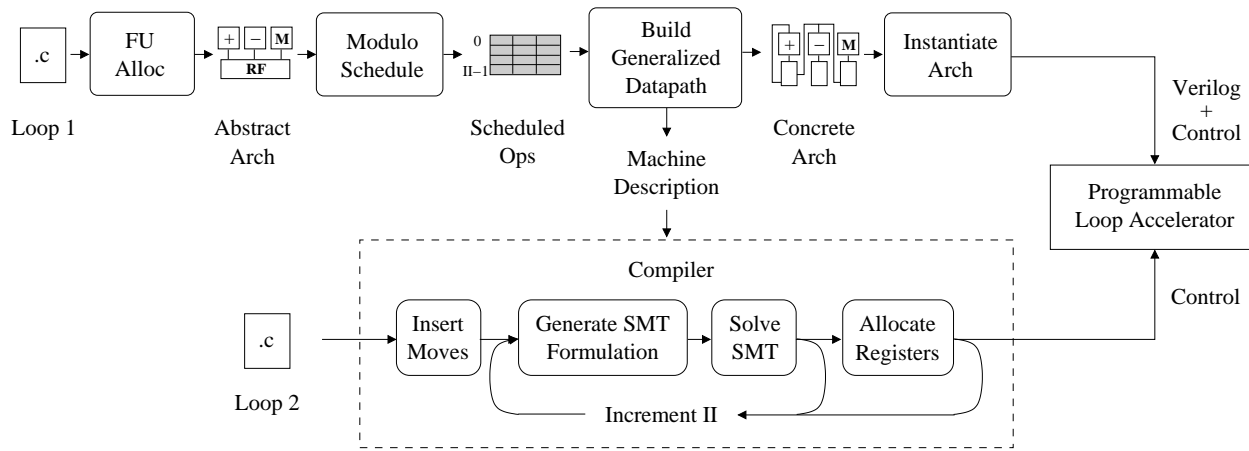 .c
FU
Alloc
+ − M
RF
Modulo
Schedule
0
II−1
Build
Generalized
Datapath
+ − M
Instantiate
Arch
Loop 1
Abstract
Arch
Scheduled
Ops
Concrete
Arch
Verilog
+
Control
Machine
Description
Programmable
Loop Accelerator
Compiler
Control
.c
Insert
Moves
Generate SMT
Formulation
Solve
SMT
Allocate
Registers
Loop 2
Increment II